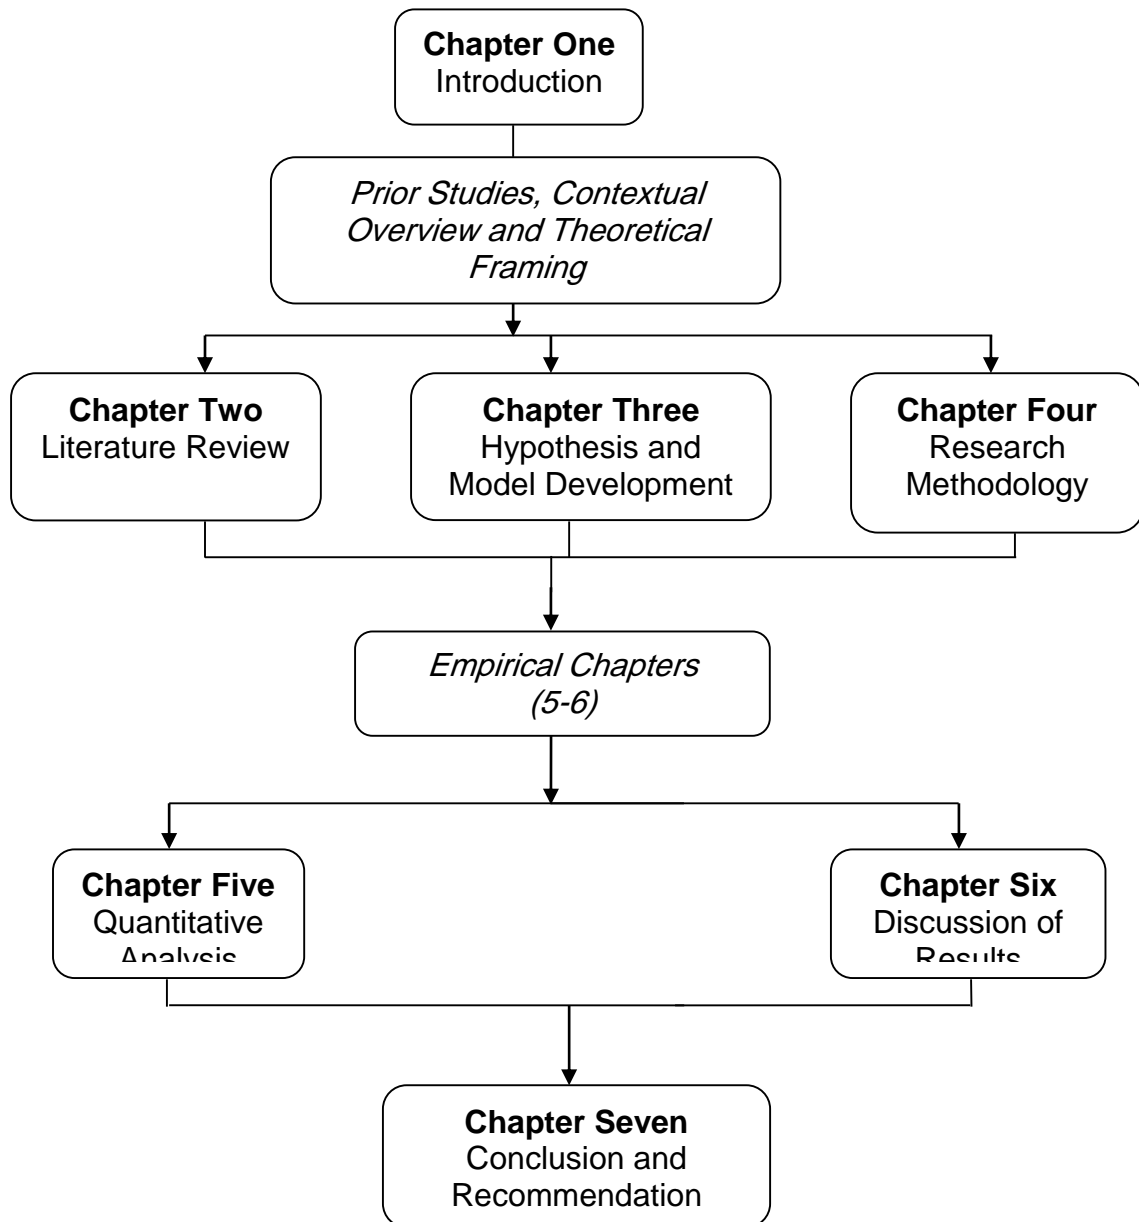 Chapter One
Introduction
Prior Studies, Contextual
Overview and Theoretical
Framing
Chapter Two
Literature Review
Chapter Three
Hypothesis and
Model Development
Chapter Four
Research
Methodology
Empirical Chapters
(5-6)
Chapter Five
Quantitative
Analysis
Chapter Six
Discussion of
Results
Chapter Seven
Conclusion and
Recommendation